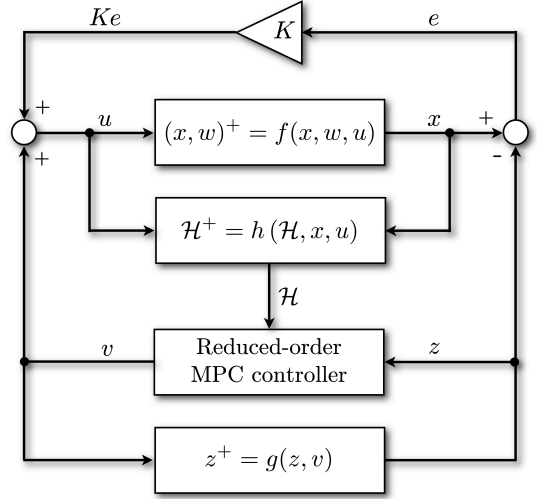 Ke
K
e
+
u
(x, w)⁺ = f(x, w, u)
x
+
+
-
ℋ⁺ = h (ℋ, x, u)
ℋ
v
Reduced-order
MPC controller
z
z⁺ = g(z, v)